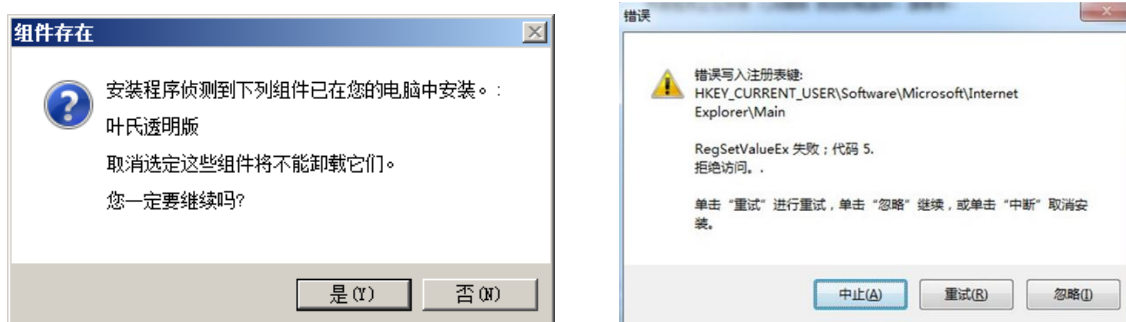 组件存在
安装程序侦测到下列组件已在您的电脑中安装。:
叶氏透明版
取消选定这些组件将不能卸载它们。
您一定要继续吗?
是(Y)
否(N)
错误
错误写入注册表键:
HKEY_CURRENT_USER\Software\Microsoft\Internet
Explorer\Main
RegSetValueEx 失败；代码 5.
拒绝访问。.
单击“重试”进行重试，单击“忽略”继续，或单击“中断”取消安
装。
中止(A)
重试(R)
忽略(I)